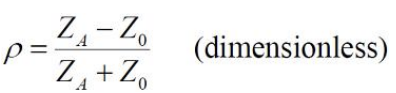 ρ = (Z_A − Z_0) / (Z_A + Z_0) (dimensionless)